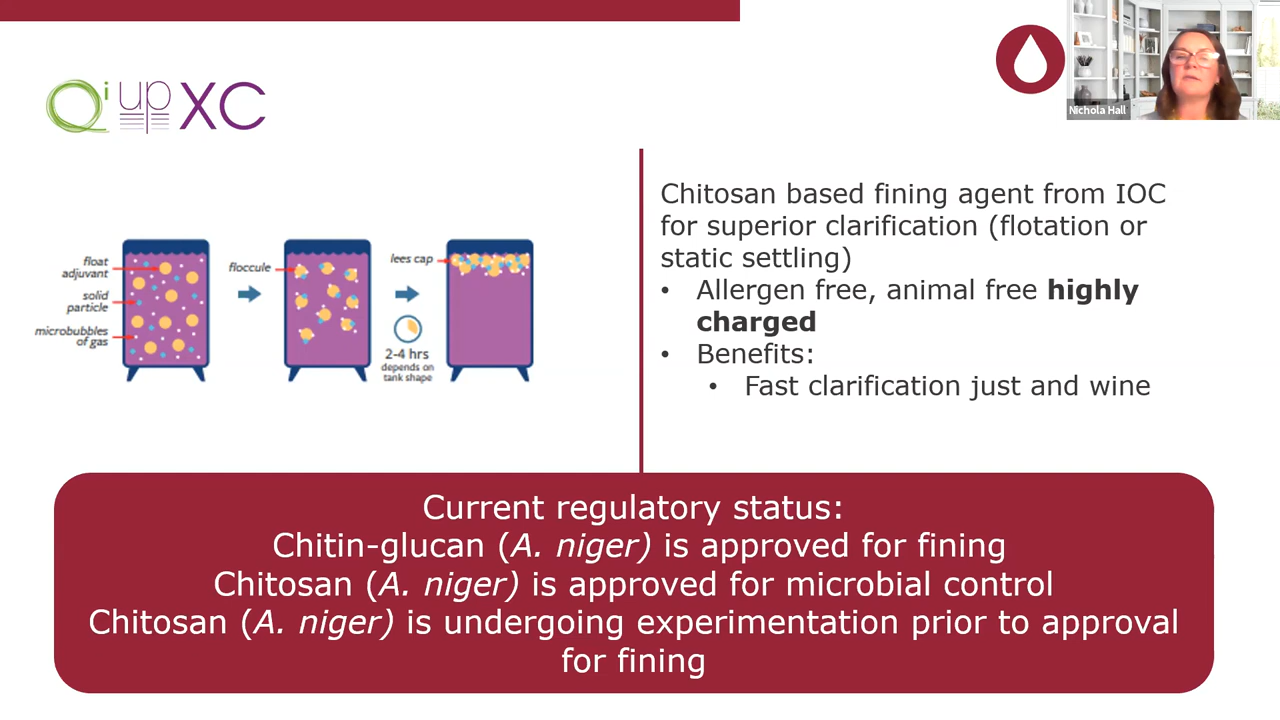 Qi up XC
Nichola Hall
float
adjuvant
solid
particle
microbubbles
of gas
floccule
lees cap
2-4 hrs
depends on
tank shape
Chitosan based fining agent from IOC
for superior clarification (flotation or
static settling)
• Allergen free, animal free highly
charged
• Benefits:
• Fast clarification just and wine
Current regulatory status:
Chitin-glucan (A. niger) is approved for fining
Chitosan (A. niger) is approved for microbial control
Chitosan (A. niger) is undergoing experimentation prior to approval
for fining